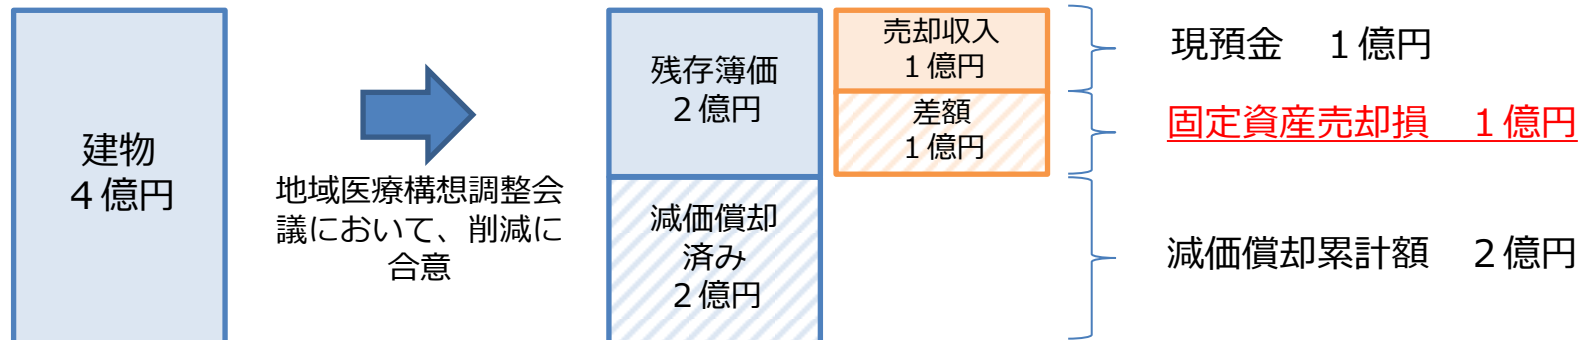 建物
４億円
地域医療構想調整会
議において、削減に
合意
残存簿価
２億円
減価償却
済み
２億円
売却収入
１億円
差額
１億円
現預金　１億円
固定資産売却損　１億円
減価償却累計額　２億円